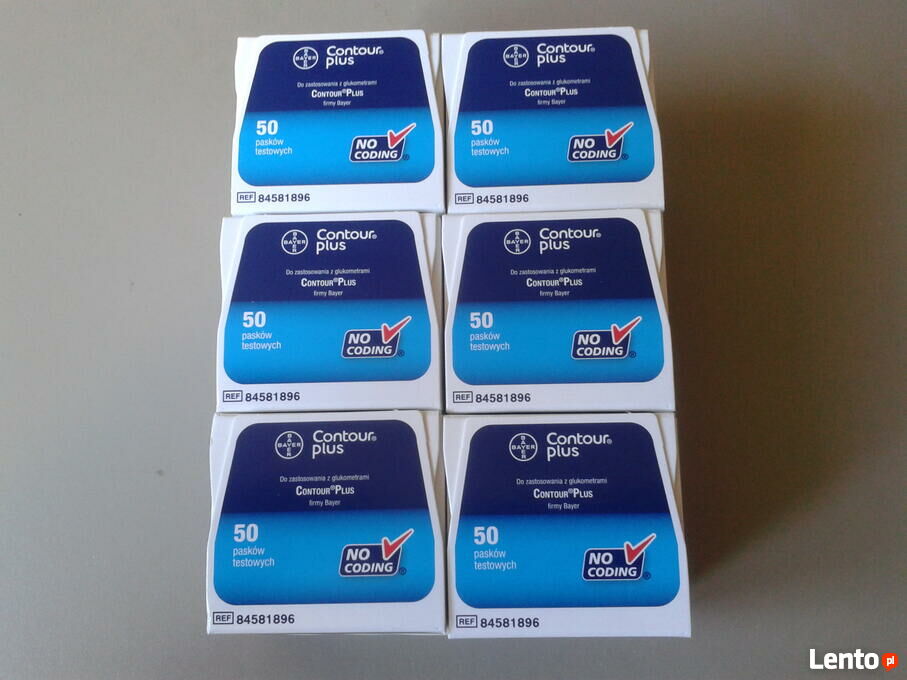 BAYER
Contour®
plus
Do zastosowania z glukometrami
CONTOUR®PLUS
firmy Bayer
50
pasków
testowych
NO
CODING®
REF 84581896
BAYER
Contour®
plus
Do zastosowania z glukometrami
CONTOUR®PLUS
firmy Bayer
50
pasków
testowych
NO
CODING®
REF 84581896
BAYER
Contour®
plus
Do zastosowania z glukometrami
CONTOUR®PLUS
firmy Bayer
50
pasków
testowych
NO
CODING®
REF 84581896
BAYER
Contour®
plus
Do zastosowania z glukometrami
CONTOUR®PLUS
firmy Bayer
50
pasków
testowych
NO
CODING®
REF 84581896
BAYER
Contour®
plus
Do zastosowania z glukometrami
CONTOUR®PLUS
firmy Bayer
50
pasków
testowych
NO
CODING®
REF 84581896
BAYER
Contour®
plus
Do zastosowania z glukometrami
CONTOUR®PLUS
firmy Bayer
50
pasków
testowych
NO
CODING®
REF 84581896
Lento pl